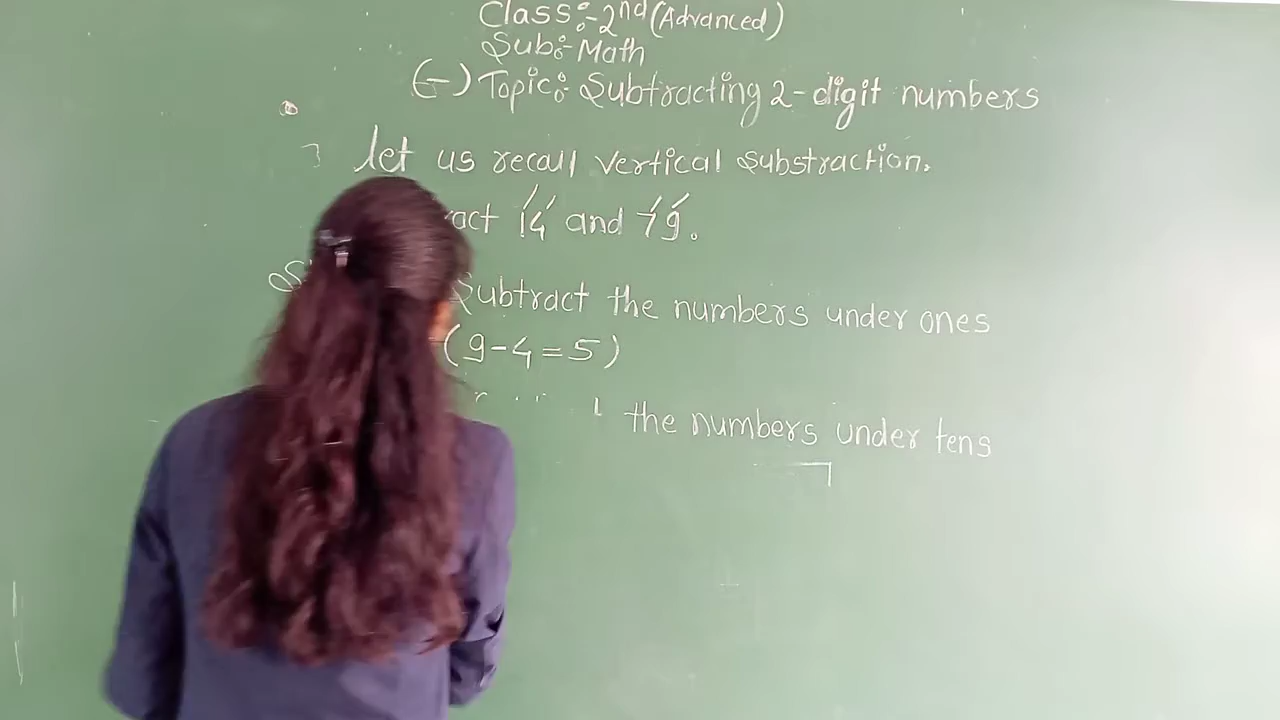 Class:-2nd (Advanced)
Sub:- Math
(-) Topic:- Subtracting 2-digit numbers
let us recall vertical substraction.
act 14 and 79.
Subtract the numbers under ones
(9-4=5)
the numbers under tens